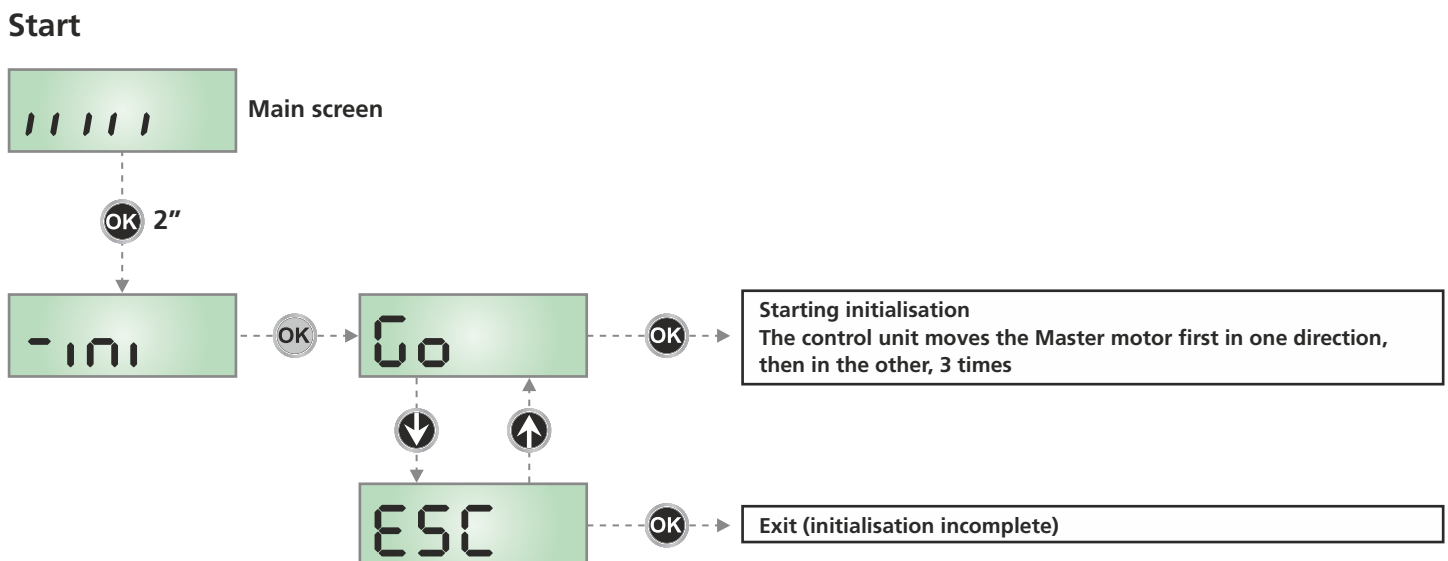 Start
Main screen
OK 2"
-ini
OK
Go
OK
Starting initialisation
The control unit moves the Master motor first in one direction,
then in the other, 3 times
ESC
OK
Exit (initialisation incomplete)